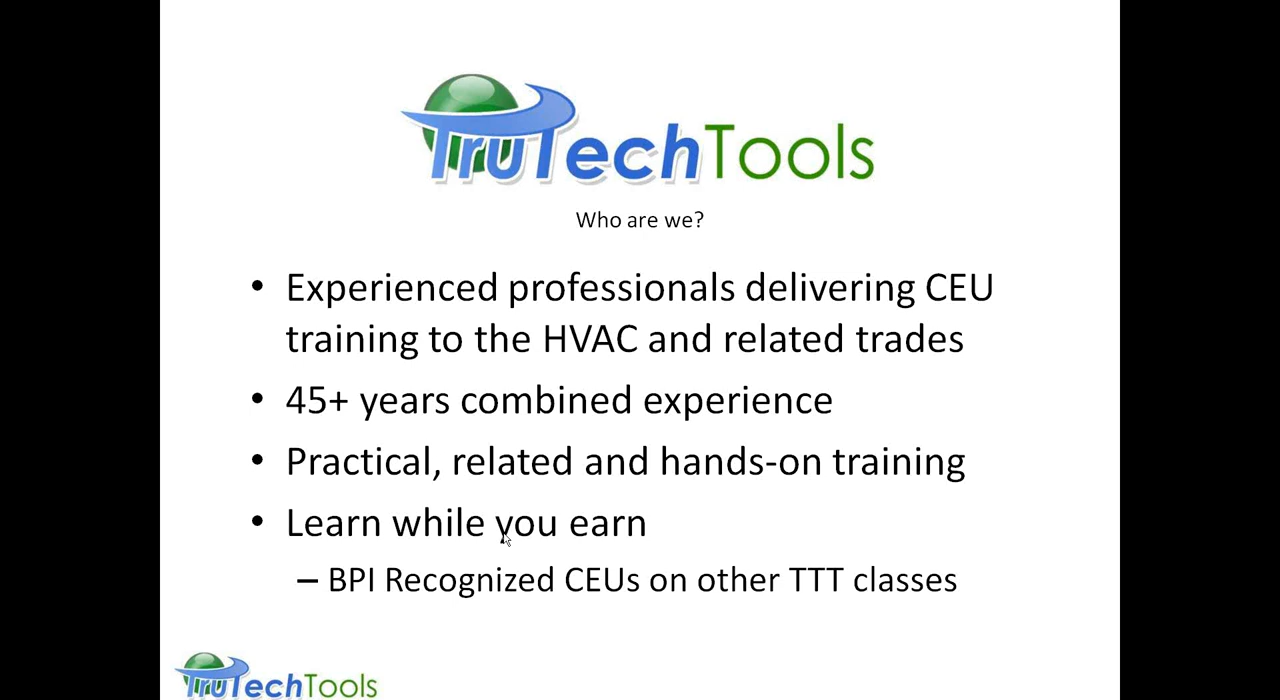 TruTechTools
Who are we?
• Experienced professionals delivering CEU
training to the HVAC and related trades
• 45+ years combined experience
• Practical, related and hands-on training
• Learn while you earn
– BPI Recognized CEUs on other TTT classes
TruTechTools